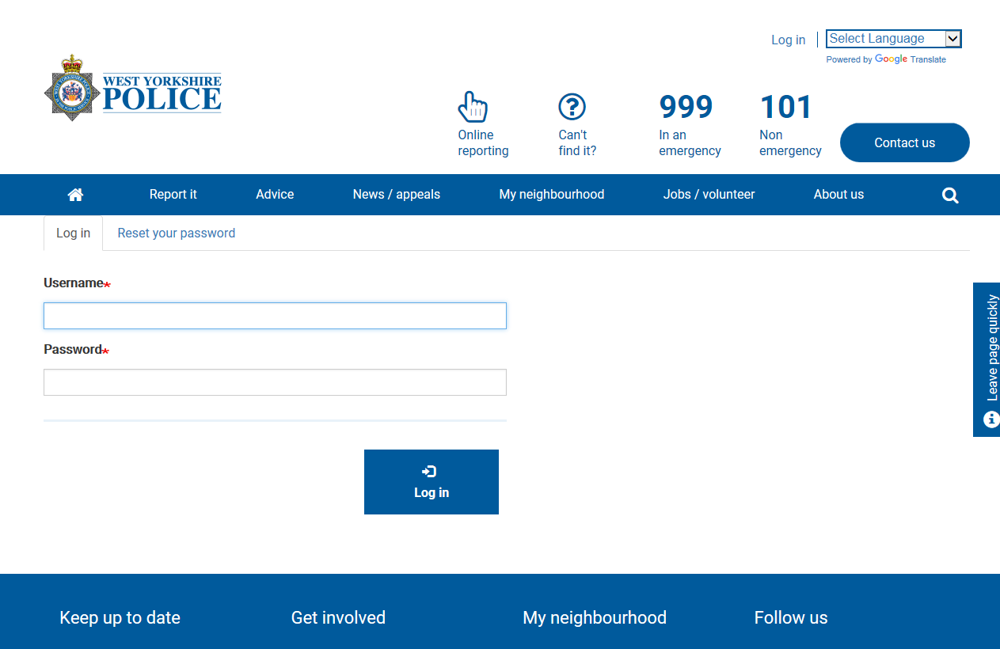 Log in
Select Language
Powered by Google Translate
WEST YORKSHIRE
POLICE
999
101
Online
reporting
Can't
find it?
In an
emergency
Non
emergency
Contact us
Report it
Advice
News / appeals
My neighbourhood
Jobs / volunteer
About us
Log in
Reset your password
Username*
Password*
Leave page quickly
Log in
Keep up to date
Get involved
My neighbourhood
Follow us